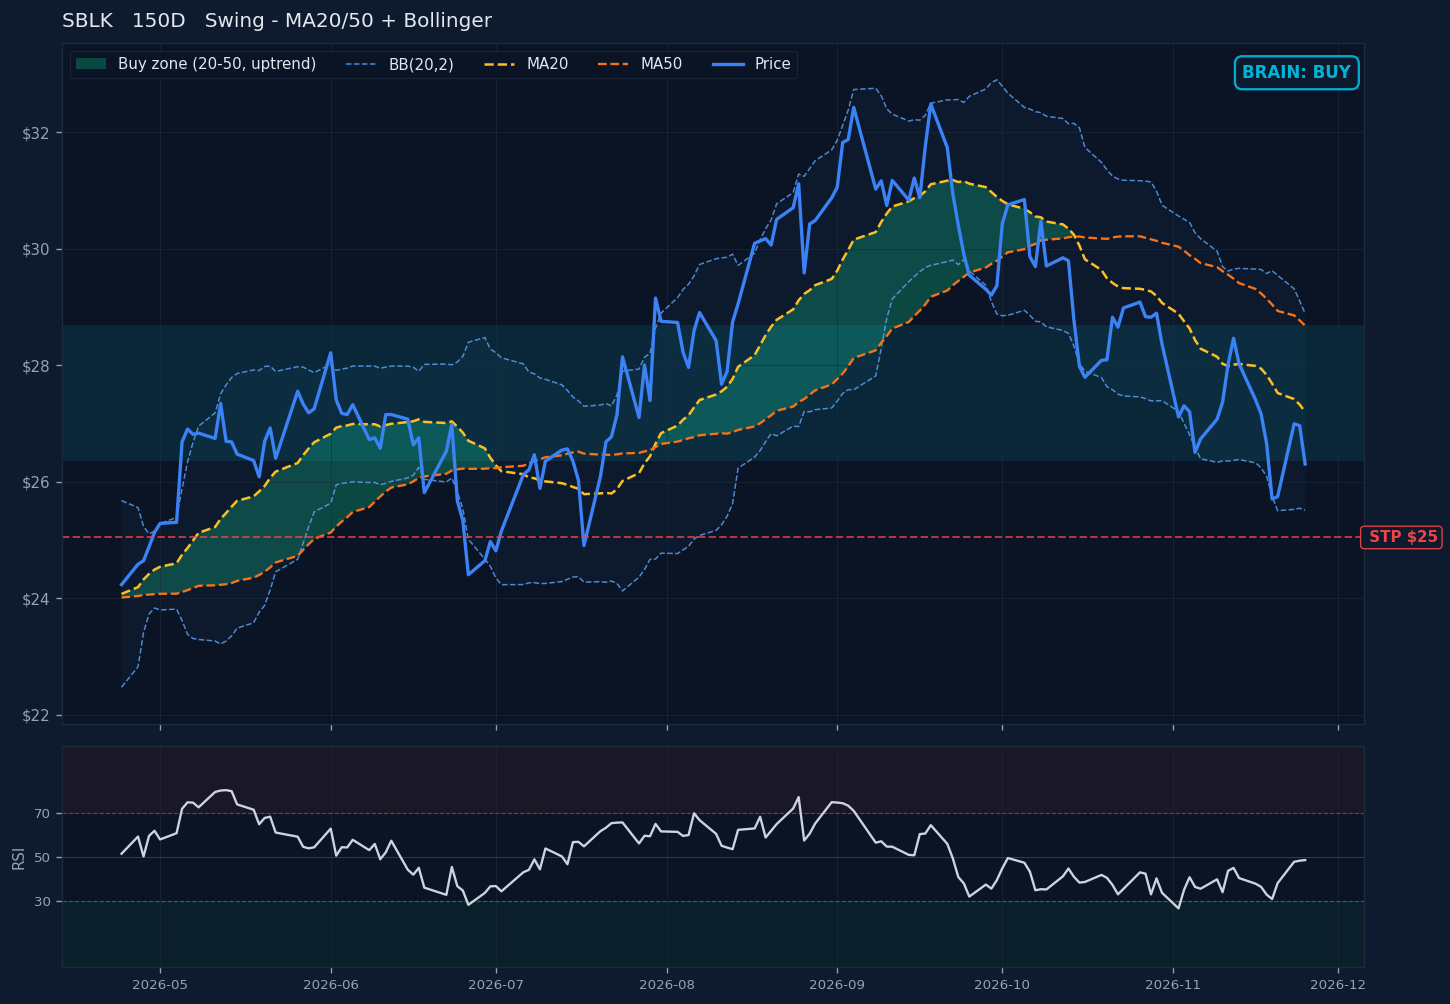 SBLK   150D   Swing - MA20/50 + Bollinger
Buy zone (20-50, uptrend)
BB(20,2)
MA20
MA50
Price
BRAIN: BUY
$32
$30
$28
$26
$24
$22
STP $25
RSI
70
50
30
2026-05
2026-06
2026-07
2026-08
2026-09
2026-10
2026-11
2026-12